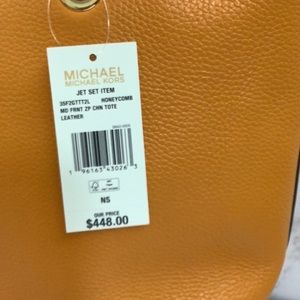 MICHAEL
MICHAEL KORS
JET SET ITEM
35F2GTTT2L HONEYCOMB
MD FRNT ZP CHN TOTE
LEATHER
1 96163 43026 3
NS
OUR PRICE
$448.00